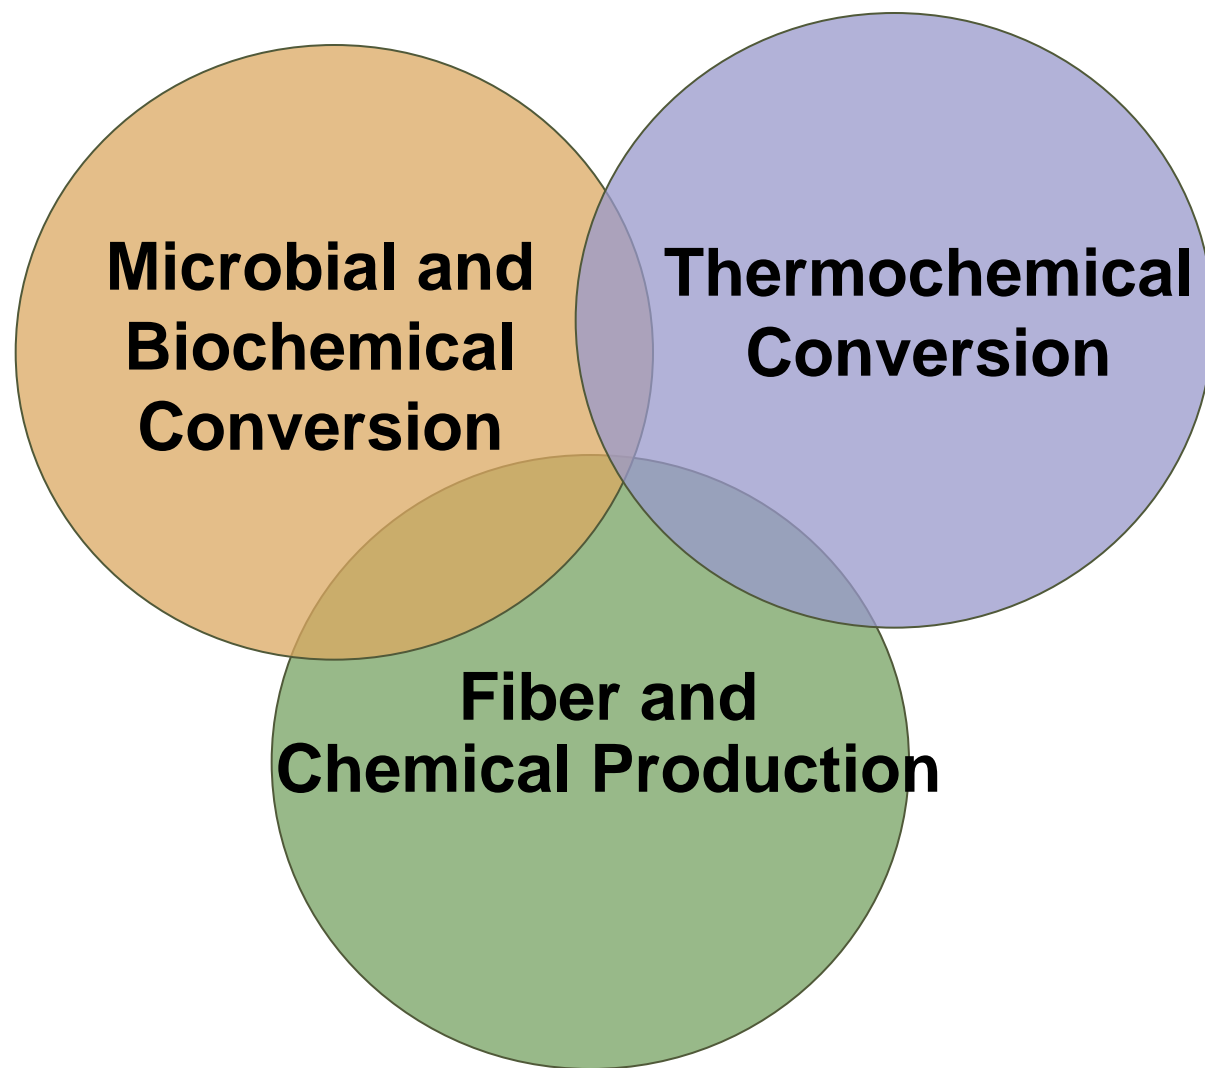 Microbial and
Biochemical
Conversion
Thermochemical
Conversion
Fiber and
Chemical Production